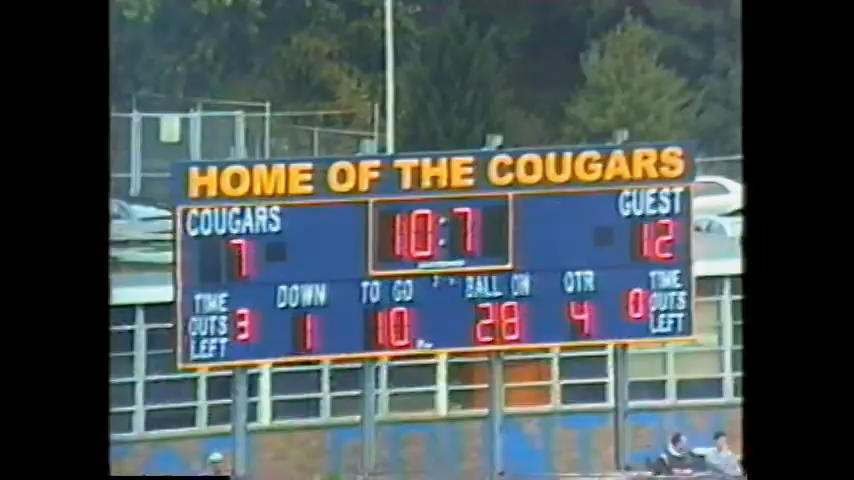 HOME OF THE COUGARS
COUGARS 10:7 GUEST
7 12
DOWN TO GO BALL ON QTR
TIME OUTS LEFT 3 1 10 28 4 0 TIME OUTS LEFT